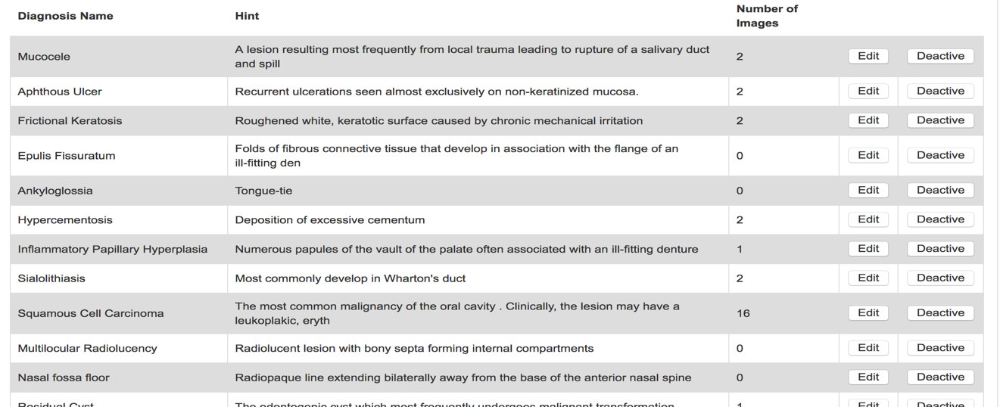 Diagnosis Name Hint Number of
Images
Mucocele A lesion resulting most frequently from local trauma leading to rupture of a salivary duct
and spill 2 Edit Deactive
Aphthous Ulcer Recurrent ulcerations seen almost exclusively on non-keratinized mucosa. 2 Edit Deactive
Frictional Keratosis Roughened white, keratotic surface caused by chronic mechanical irritation 2 Edit Deactive
Epulis Fissuratum Folds of fibrous connective tissue that develop in association with the flange of an
ill-fitting den 0 Edit Deactive
Ankyloglossia Tongue-tie 0 Edit Deactive
Hypercementosis Deposition of excessive cementum 2 Edit Deactive
Inflammatory Papillary Hyperplasia Numerous papules of the vault of the palate often associated with an ill-fitting denture 1 Edit Deactive
Sialolithiasis Most commonly develop in Wharton's duct 2 Edit Deactive
Squamous Cell Carcinoma The most common malignancy of the oral cavity . Clinically, the lesion may have a
leukoplakic, eryth 16 Edit Deactive
Multilocular Radiolucency Radiolucent lesion with bony septa forming internal compartments 0 Edit Deactive
Nasal fossa floor Radiopaque line extending bilaterally away from the base of the anterior nasal spine 0 Edit Deactive
Residual Cyst The odontogenic cyst which most frequently undergoes malignant transformation 1 Edit Deactive